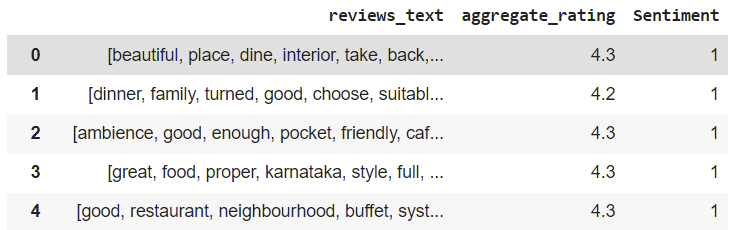 reviews_text aggregate_rating Sentiment
0 [beautiful, place, dine, interior, take, back,... 4.3 1
1 [dinner, family, turned, good, choose, suitabl... 4.2 1
2 [ambience, good, enough, pocket, friendly, caf... 4.3 1
3 [great, food, proper, karnataka, style, full, ... 4.3 1
4 [good, restaurant, neighbourhood, buffet, syst... 4.3 1